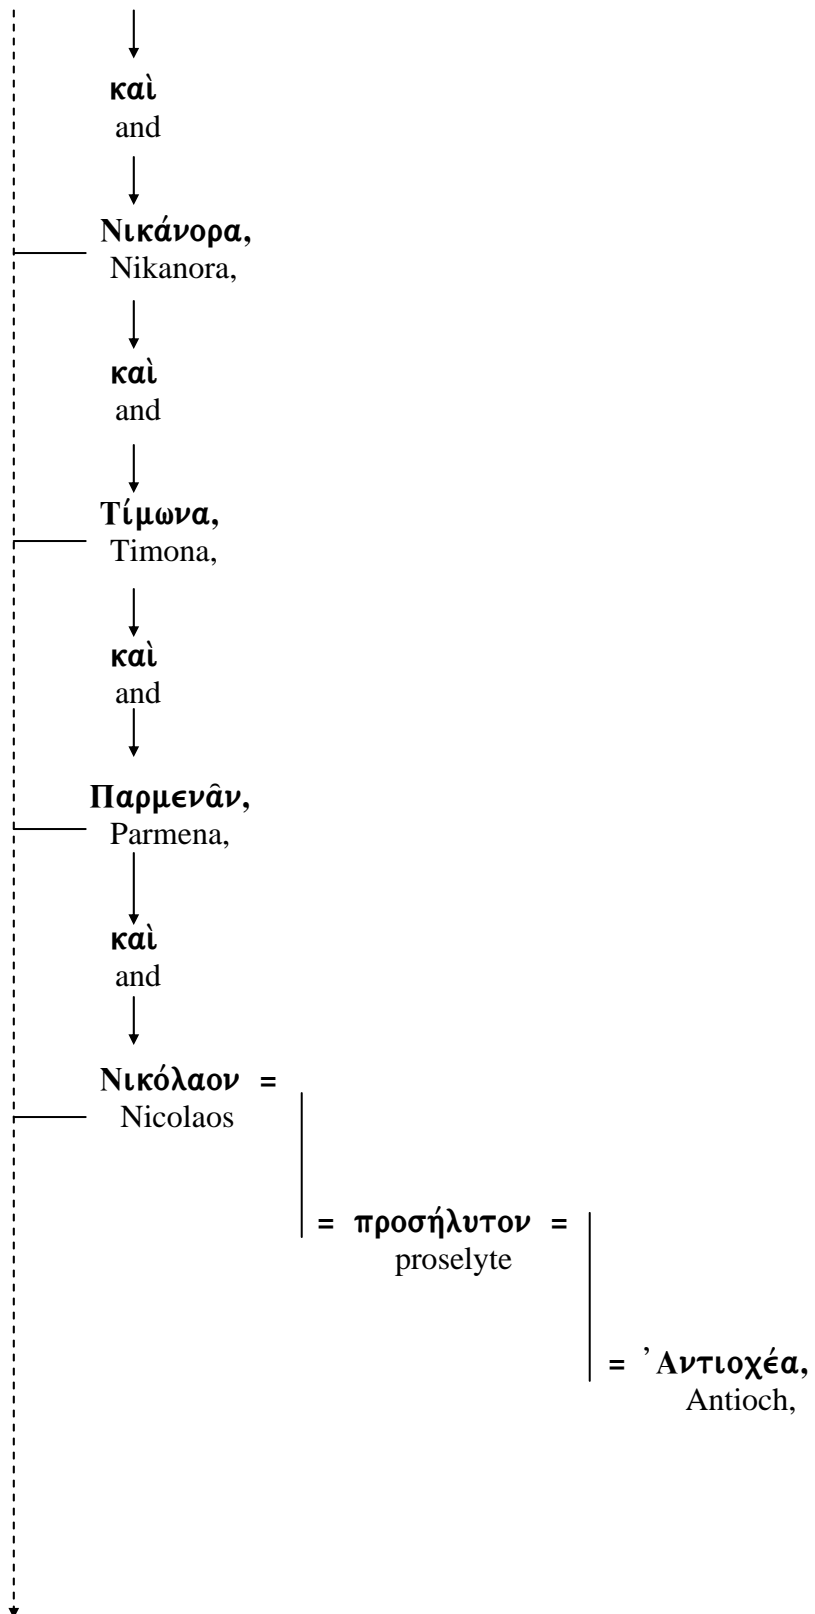 καὶ
and
Νικάνορα,
Nikanora,
καὶ
and
Τίμωνα,
Timona,
καὶ
and
Παρμενᾶν,
Parmena,
καὶ
and
Νικόλαον =
Nicolaos
= προσήλυτον =
proselyte
= ᾿Αντιοχέα,
Antioch,